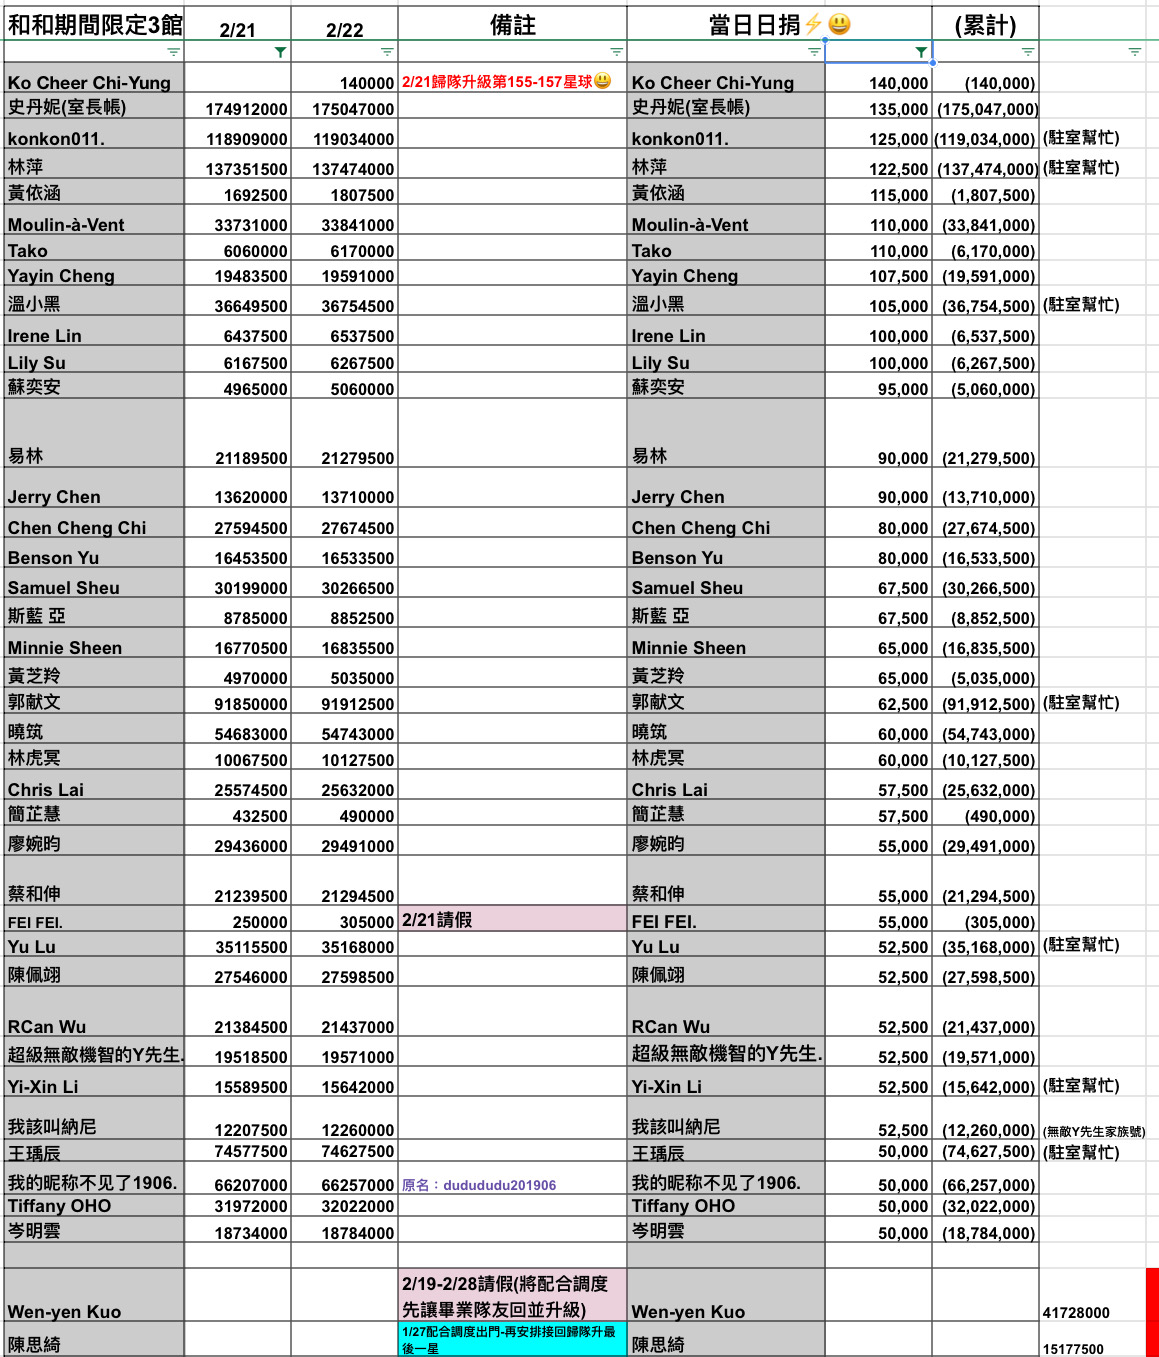 和和期間限定3館 2/21 2/22 備註 當日日捐⚡😃 (累計)
Ko Cheer Chi-Yung 140000 2/21歸隊升級第155-157星球😃 Ko Cheer Chi-Yung 140,000 (140,000)
史丹妮(室長帳) 174912000 175047000 史丹妮(室長帳) 135,000 (175,047,000)
konkon011. 118909000 119034000 konkon011. 125,000 (119,034,000) (駐室幫忙)
林萍 137351500 137474000 林萍 122,500 (137,474,000) (駐室幫忙)
黃依涵 1692500 1807500 黃依涵 115,000 (1,807,500)
Moulin-à-Vent 33731000 33841000 Moulin-à-Vent 110,000 (33,841,000)
Tako 6060000 6170000 Tako 110,000 (6,170,000)
Yayin Cheng 19483500 19591000 Yayin Cheng 107,500 (19,591,000)
溫小黑 36649500 36754500 溫小黑 105,000 (36,754,500) (駐室幫忙)
Irene Lin 6437500 6537500 Irene Lin 100,000 (6,537,500)
Lily Su 6167500 6267500 Lily Su 100,000 (6,267,500)
蘇奕安 4965000 5060000 蘇奕安 95,000 (5,060,000)
易林 21189500 21279500 易林 90,000 (21,279,500)
Jerry Chen 13620000 13710000 Jerry Chen 90,000 (13,710,000)
Chen Cheng Chi 27594500 27674500 Chen Cheng Chi 80,000 (27,674,500)
Benson Yu 16453500 16533500 Benson Yu 80,000 (16,533,500)
Samuel Sheu 30199000 30266500 Samuel Sheu 67,500 (30,266,500)
斯藍 亞 8785000 8852500 斯藍 亞 67,500 (8,852,500)
Minnie Sheen 16770500 16835500 Minnie Sheen 65,000 (16,835,500)
黃芝羚 4970000 5035000 黃芝羚 65,000 (5,035,000)
郭献文 91850000 91912500 郭献文 62,500 (91,912,500) (駐室幫忙)
曉筑 54683000 54743000 曉筑 60,000 (54,743,000)
林虎冥 10067500 10127500 林虎冥 60,000 (10,127,500)
Chris Lai 25574500 25632000 Chris Lai 57,500 (25,632,000)
簡芷慧 432500 490000 簡芷慧 57,500 (490,000)
廖婉昀 29436000 29491000 廖婉昀 55,000 (29,491,000)
蔡和伸 21239500 21294500 蔡和伸 55,000 (21,294,500)
FEI FEI. 250000 305000 2/21請假 FEI FEI. 55,000 (305,000)
Yu Lu 35115500 35168000 Yu Lu 52,500 (35,168,000) (駐室幫忙)
陳佩翊 27546000 27598500 陳佩翊 52,500 (27,598,500)
RCan Wu 21384500 21437000 RCan Wu 52,500 (21,437,000)
超級無敵機智的Y先生. 19518500 19571000 超級無敵機智的Y先生. 52,500 (19,571,000)
Yi-Xin Li 15589500 15642000 Yi-Xin Li 52,500 (15,642,000) (駐室幫忙)
我該叫納尼 12207500 12260000 我該叫納尼 52,500 (12,260,000) (無敵Y先生家族號)
王瑀辰 74577500 74627500 王瑀辰 50,000 (74,627,500) (駐室幫忙)
我的昵称不见了1906. 66207000 66257000 原名：dudududu201906 我的昵称不见了1906. 50,000 (66,257,000)
Tiffany OHO 31972000 32022000 Tiffany OHO 50,000 (32,022,000)
岑明雲 18734000 18784000 岑明雲 50,000 (18,784,000)
2/19-2/28請假(將配合調度
先讓畢業隊友回並升級)
Wen-yen Kuo Wen-yen Kuo 41728000
1/27配合調度出門-再安排接回歸隊升最
後一星
陳思綺 陳思綺 15177500